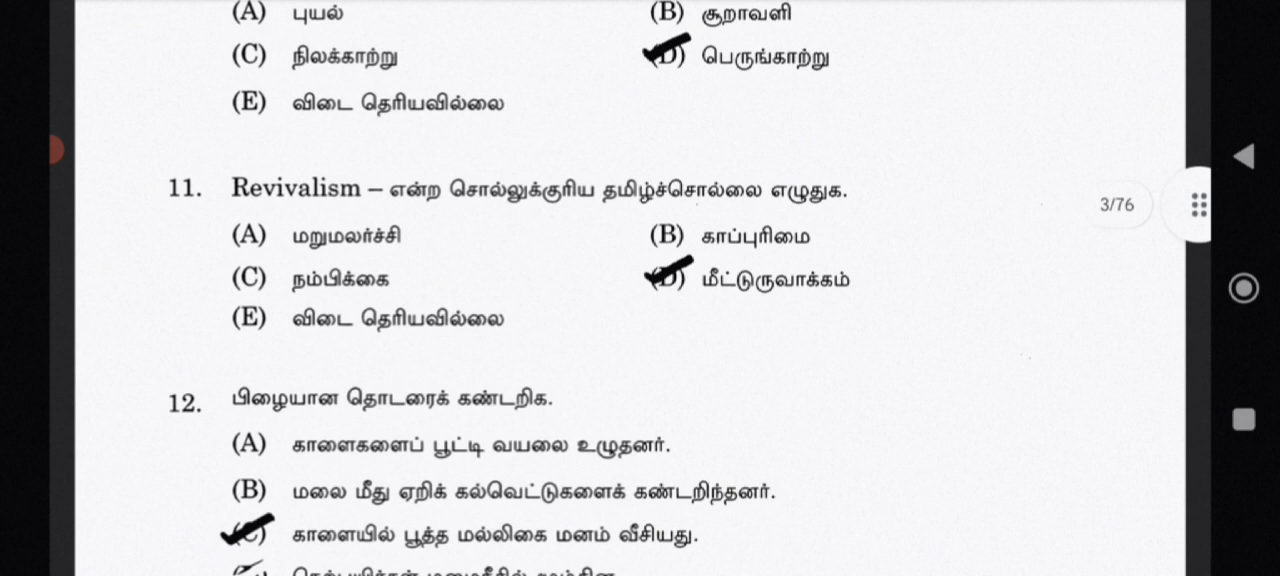 (A) புயல் (B) சூறாவளி
(C) நிலக்காற்று (D) பெருங்காற்று
(E) விடை தெரியவில்லை
11. Revivalism – என்ற சொல்லுக்குரிய தமிழ்ச்சொல்லை எழுதுக.
3/76
(A) மறுமலர்ச்சி (B) காப்புரிமை
(C) நம்பிக்கை (D) மீட்டுருவாக்கம்
(E) விடை தெரியவில்லை
12. பிழையான தொடரைக் கண்டறிக.
(A) காளைகளைப் பூட்டி வயலை உழுதனர்.
(B) மலை மீது ஏறிக் கல்வெட்டுகளைக் கண்டறிந்தனர்.
(C) காளையில் பூத்த மல்லிகை மனம் வீசியது.